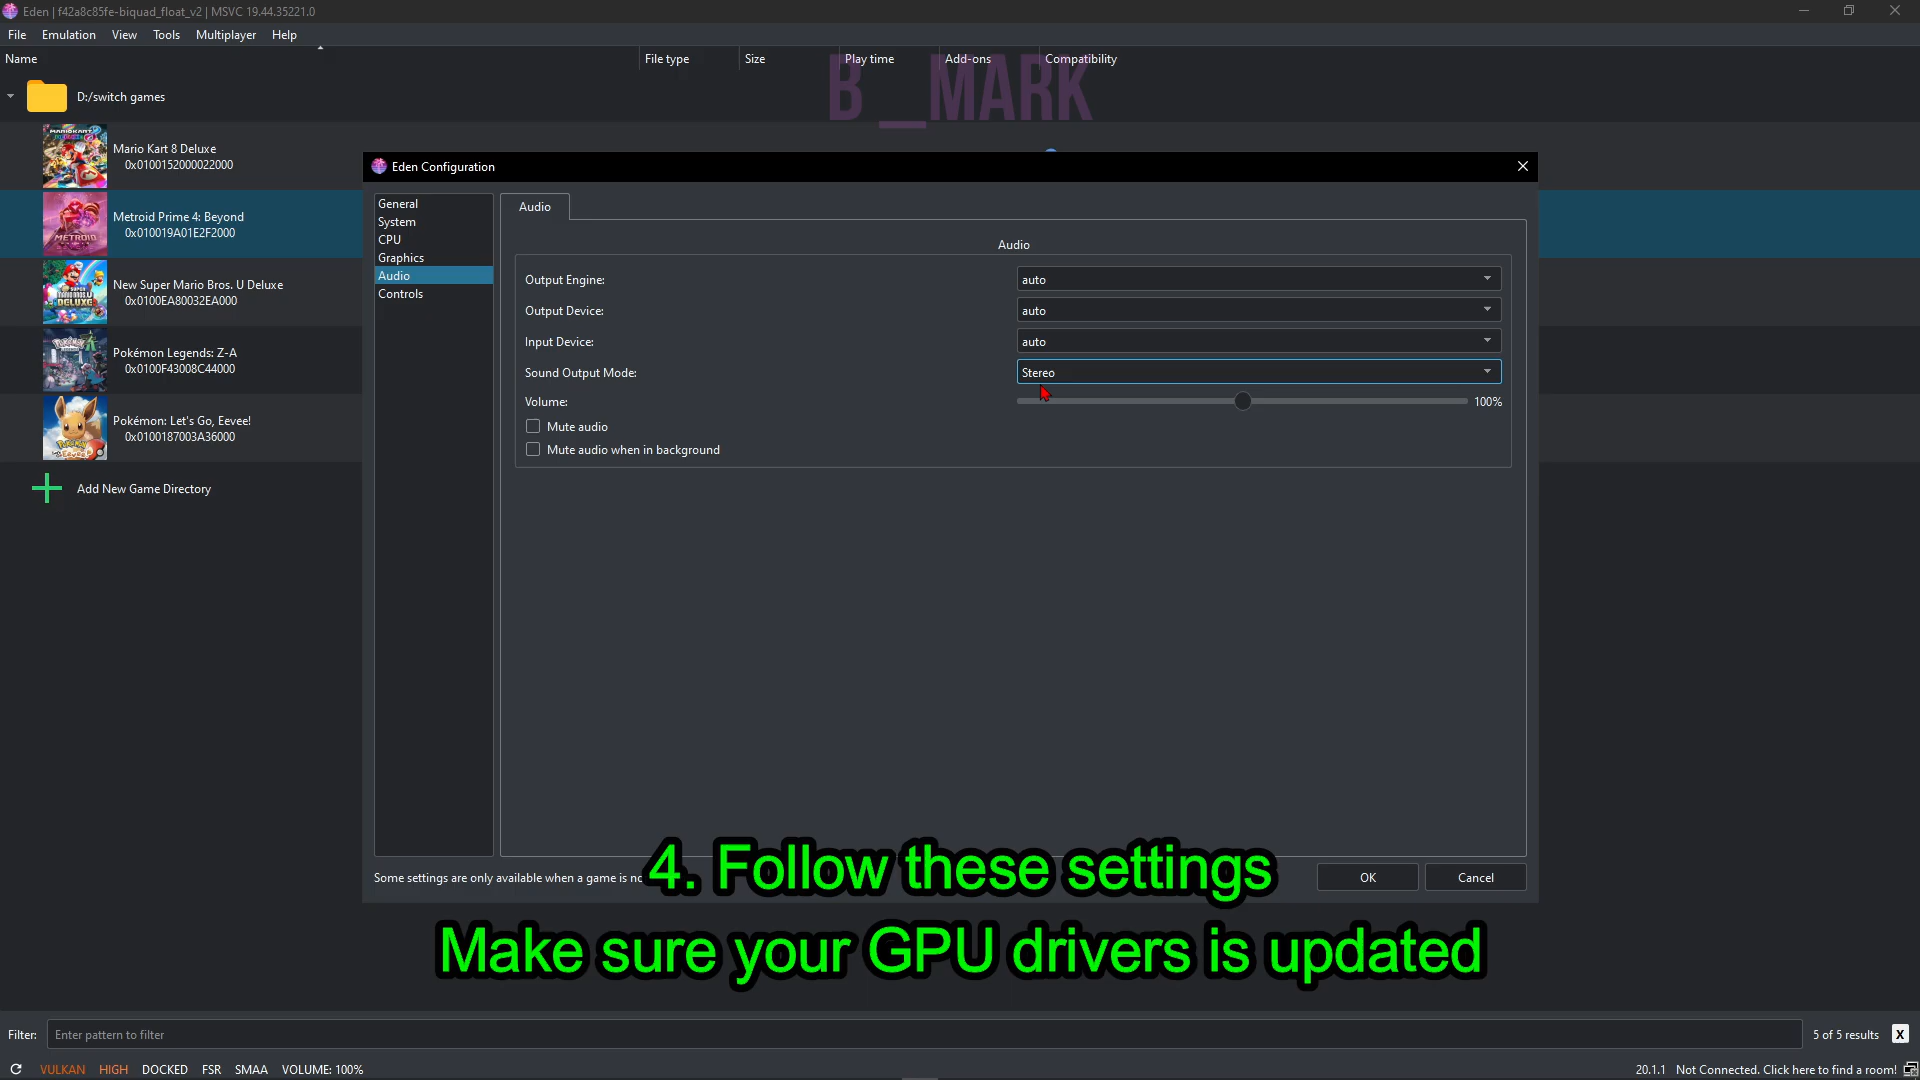 Eden | f42a8c85fe-biquad_float_v2 | MSVC 19.44.35221.0
File Emulation View Tools Multiplayer Help
Name File type Size Play time Add-ons Compatibility
B__MARK
D:/switch games
Mario Kart 8 Deluxe
0x0100152000022000
Metroid Prime 4: Beyond
0x010019A01E2F2000
New Super Mario Bros. U Deluxe
0x0100EA80032EA000
Pokémon Legends: Z-A
0x0100F43008C44000
Pokémon: Let's Go, Eevee!
0x0100187003A36000
Add New Game Directory
Eden Configuration
General
System
CPU
Graphics
Audio
Controls
Audio
Audio
Output Engine: auto
Output Device: auto
Input Device: auto
Sound Output Mode: Stereo
Volume: 100%
Mute audio
Mute audio when in background
Some settings are only available when a game is no
OK Cancel
4. Follow these settings
Make sure your GPU drivers is updated
Filter: Enter pattern to filter 5 of 5 results X
VULKAN HIGH DOCKED FSR SMAA VOLUME: 100% 20.1.1 Not Connected. Click here to find a room!